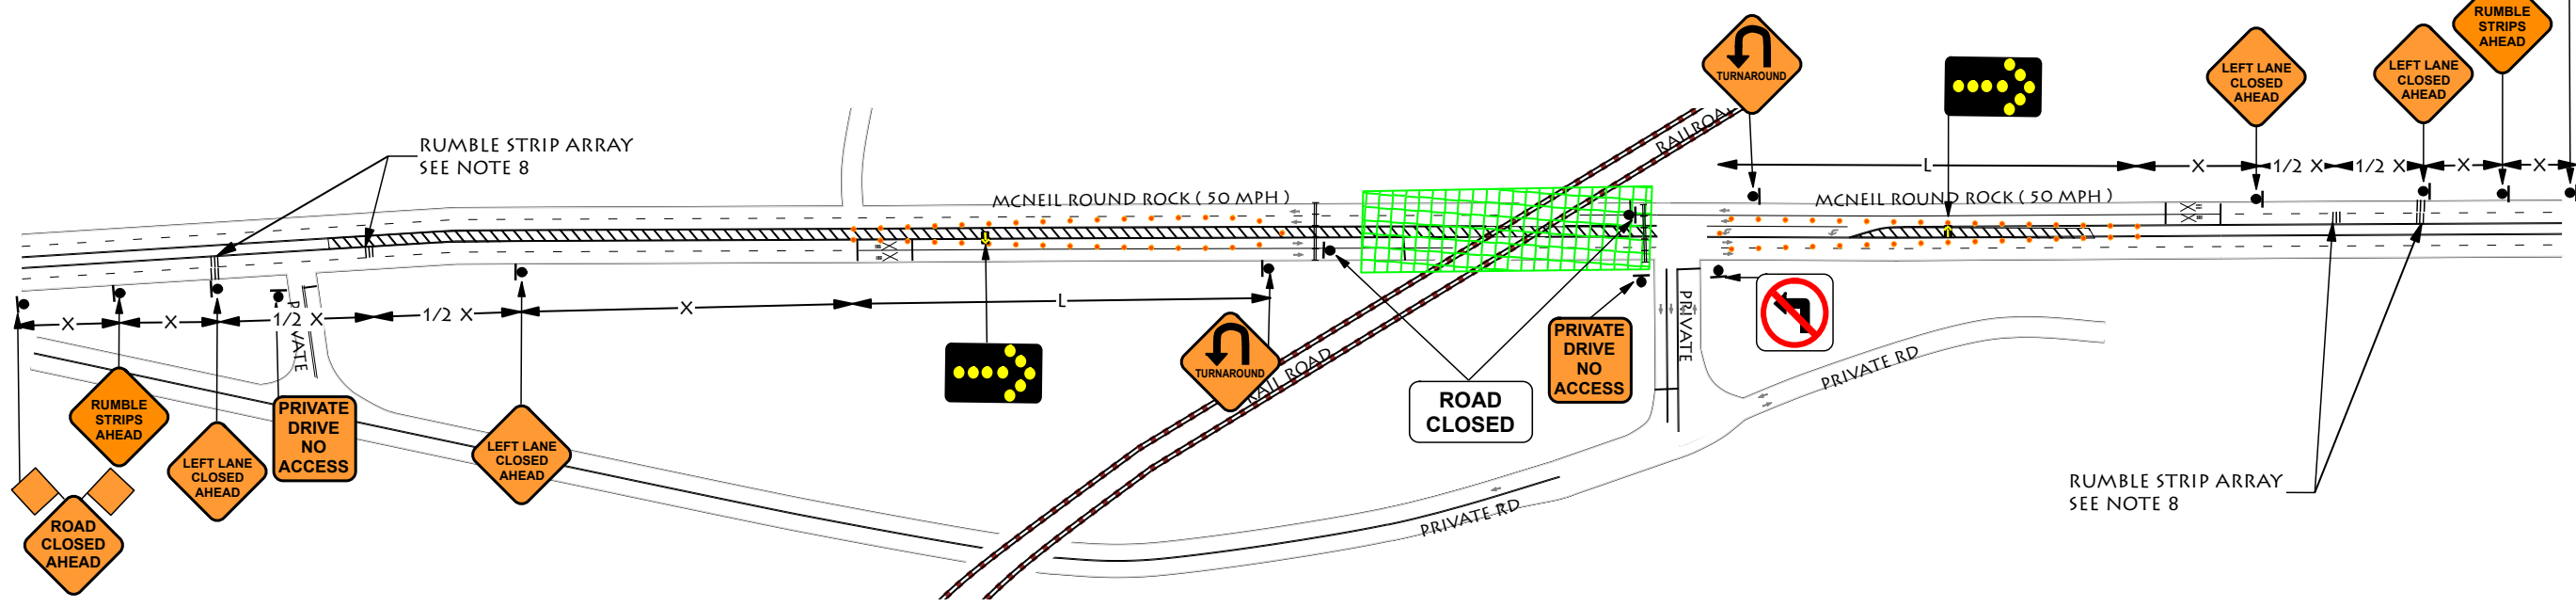 RUMBLE
STRIPS
AHEAD
TURNAROUND
LEFT LANE
CLOSED
AHEAD
LEFT LANE
CLOSED
AHEAD
RUMBLE STRIP ARRAY
SEE NOTE 8
RAILROA
L
X
1/2 X
1/2 X
X
X
MCNEIL ROUND ROCK ( 50 MPH )
MCNEIL ROUND ROCK ( 50 MPH )
X
X
1/2 X
1/2 X
X
L
PRIVATE
VATE
TURNAROUND
RAILROAD
PRIVATE
DRIVE
NO
ACCESS
PRIVATE RD
ROAD
CLOSED
RUMBLE
STRIPS
AHEAD
LEFT LANE
CLOSED
AHEAD
PRIVATE
DRIVE
NO
ACCESS
LEFT LANE
CLOSED
AHEAD
ROAD
CLOSED
AHEAD
PRIVATE RD
RUMBLE STRIP ARRAY
SEE NOTE 8